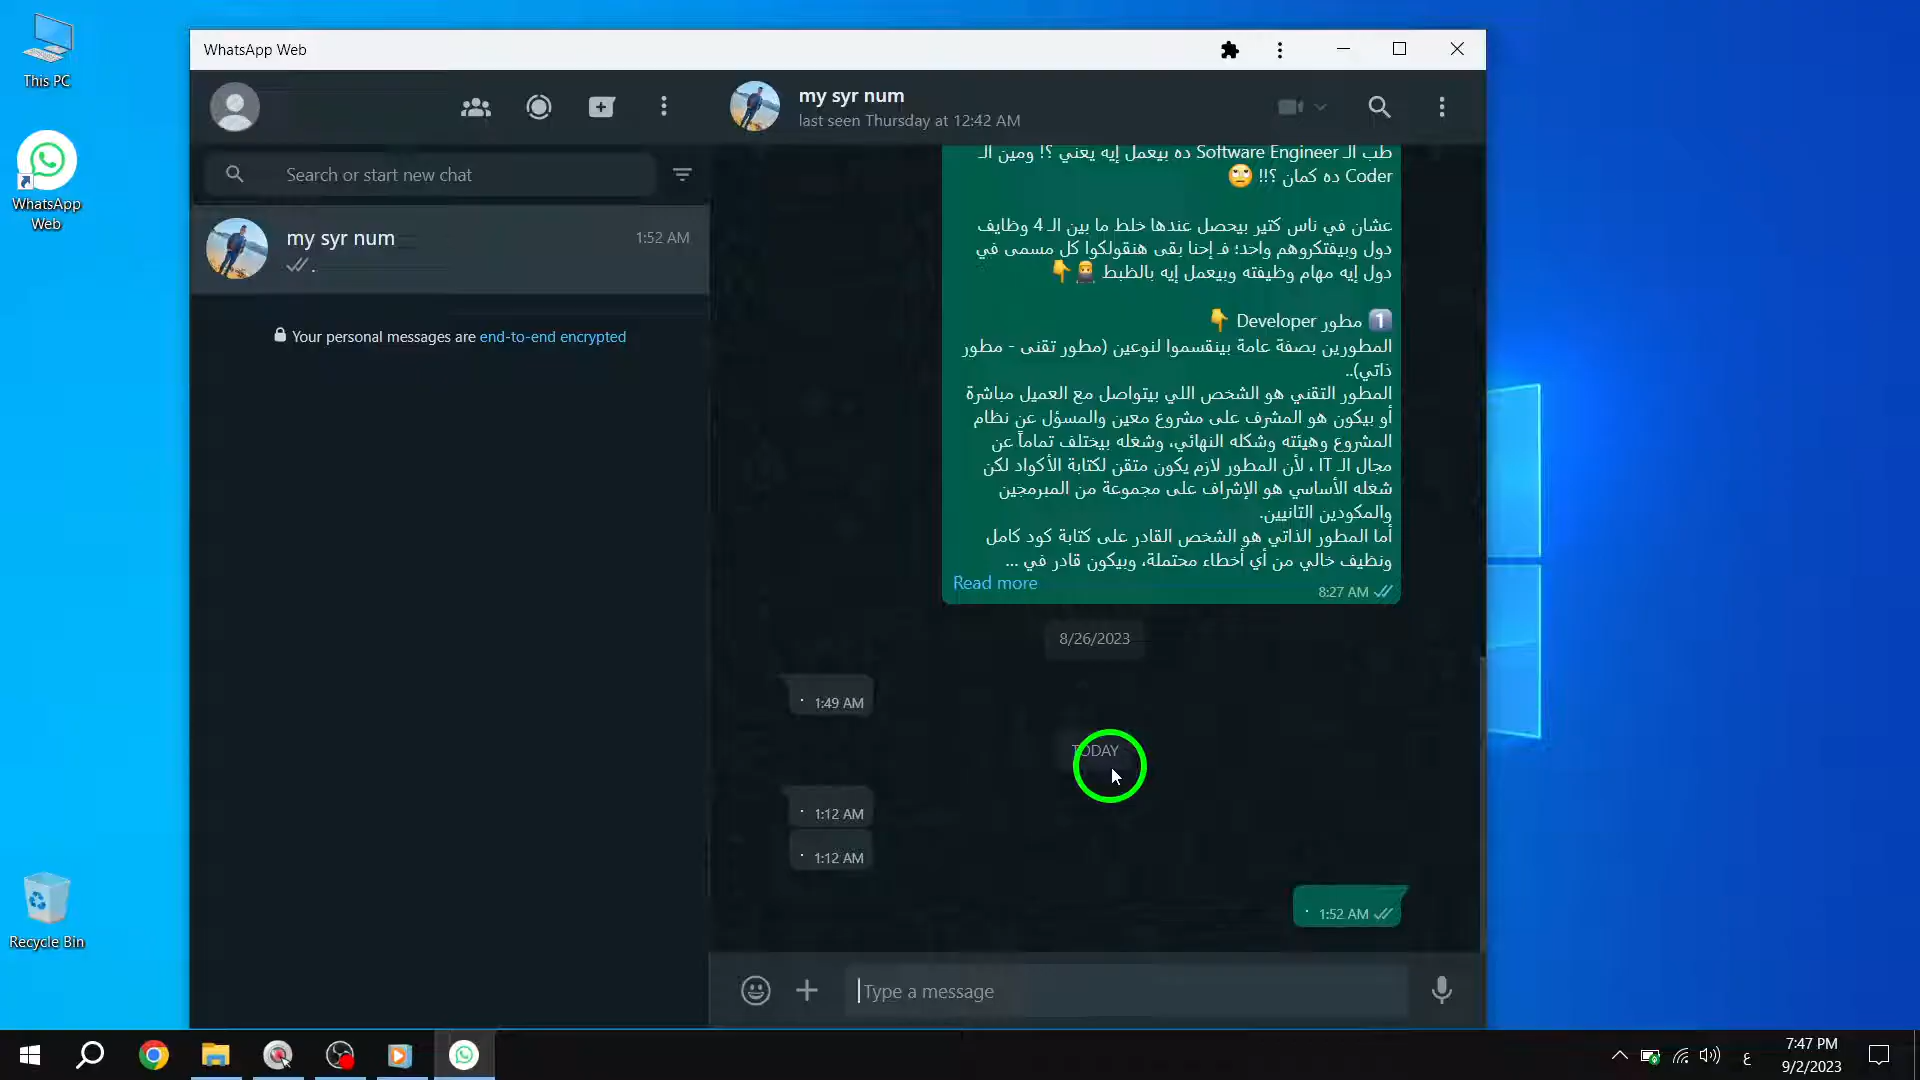 This PC
WhatsApp
Web
Recycle Bin
WhatsApp Web
Search or start new chat
my syr num
1:52 AM
.
Your personal messages are end-to-end encrypted
my syr num
last seen Thursday at 12:42 AM
طب الـ Software Engineer ده بيعمل إيه يعني ؟! ومين الـ
Coder ده كمان ؟!! 🙄
عشان في ناس كتير بيحصل عندها خلط ما بين الـ 4 وظايف
دول وبيفتكروهم واحد؛ فـ إحنا بقى هنقولكوا كل مسمى في
دول إيه مهام وظيفته وبيعمل إيه بالظبط 👨‍💻👇
1️⃣ مطور Developer 👇
المطورين بصفة عامة بينقسموا لنوعين (مطور تقنى - مطور
ذاتي)..
المطور التقني هو الشخص اللي بيتواصل مع العميل مباشرة
أو بيكون هو المشرف على مشروع معين والمسؤل عن نظام
المشروع وهيئته وشكله النهائي، وشغله بيختلف تماماً عن
مجال الـ IT ، لأن المطور لازم يكون متقن لكتابة الأكواد لكن
شغله الأساسي هو الإشراف على مجموعة من المبرمجين
والمكودين التانيين.
أما المطور الذاتي هو الشخص القادر على كتابة كود كامل
ونظيف خالي من أي أخطاء محتملة، وبيكون قادر في ...
Read more
8:27 AM
8/26/2023
. 1:49 AM
TODAY
. 1:12 AM
. 1:12 AM
. 1:52 AM
Type a message
ع
7:47 PM
9/2/2023